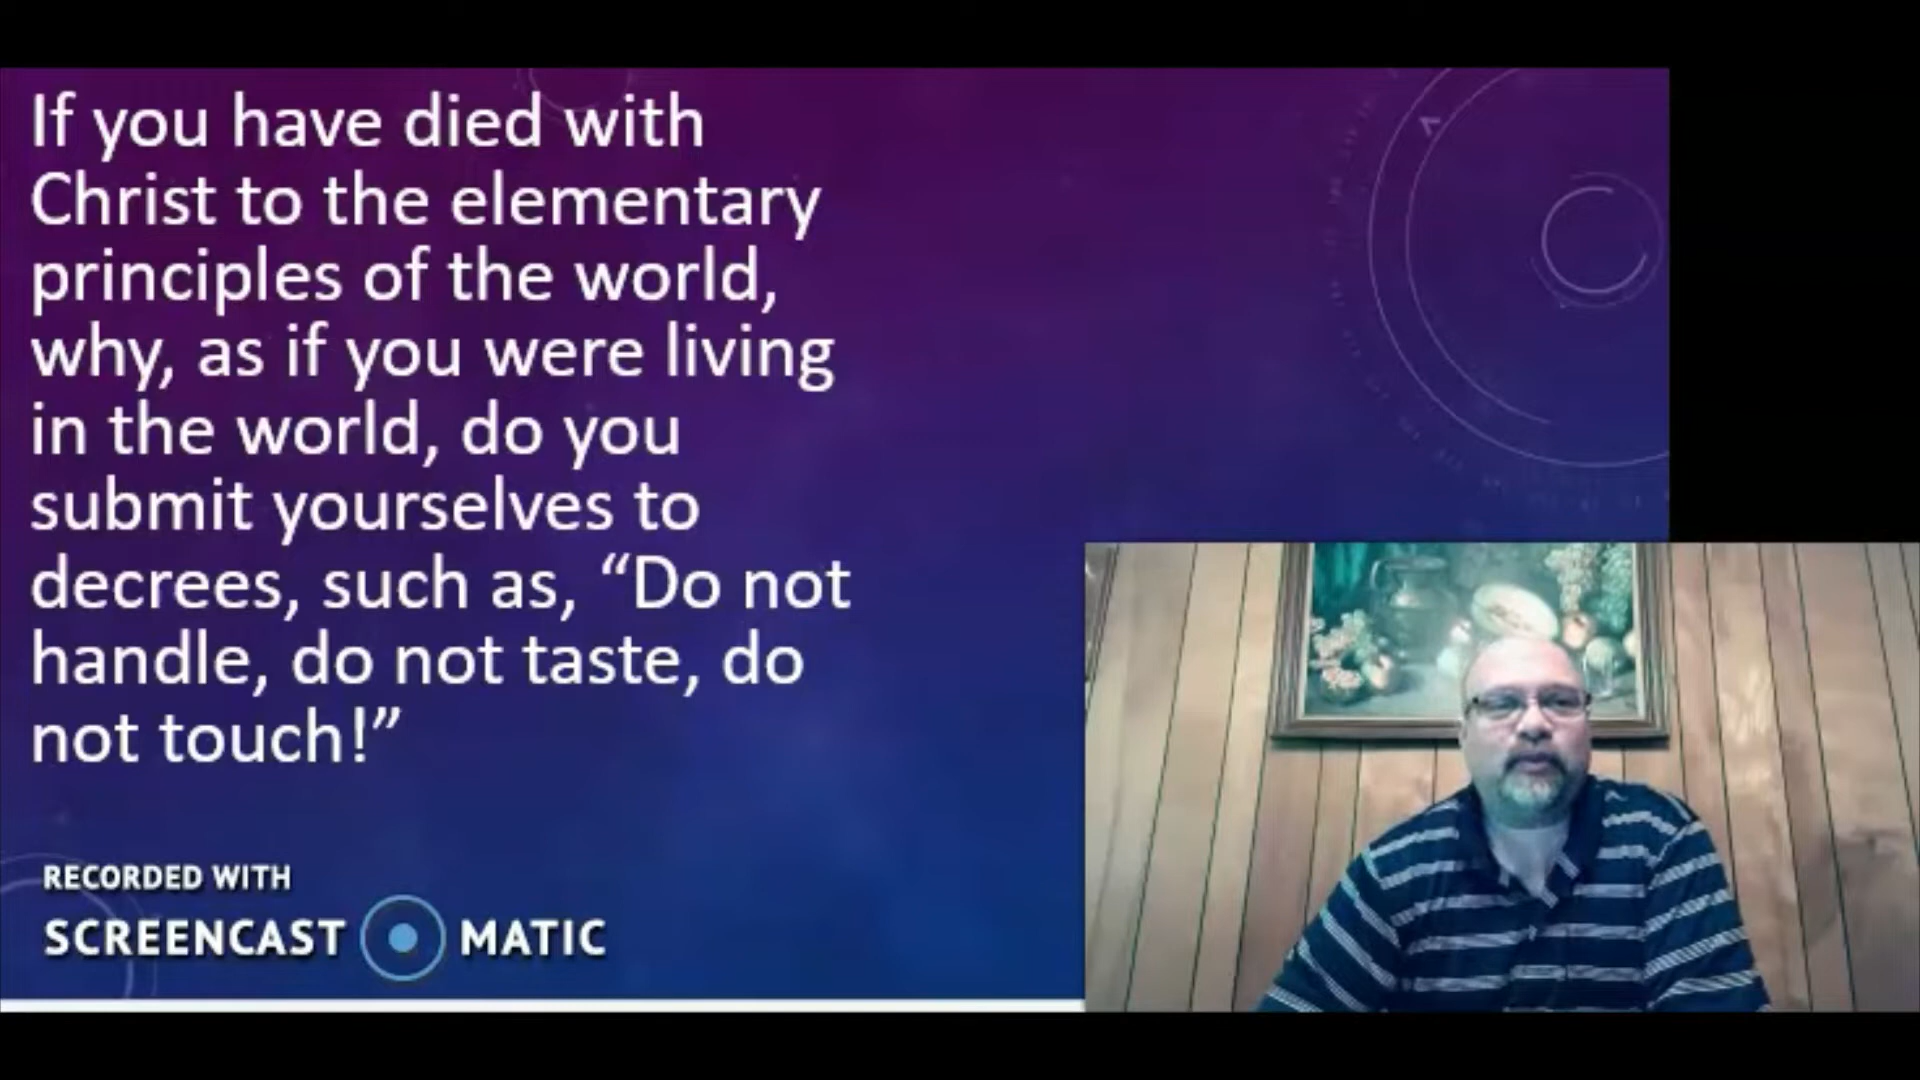 If you have died with
Christ to the elementary
principles of the world,
why, as if you were living
in the world, do you
submit yourselves to
decrees, such as, “Do not
handle, do not taste, do
not touch!”
RECORDED WITH
SCREENCAST MATIC